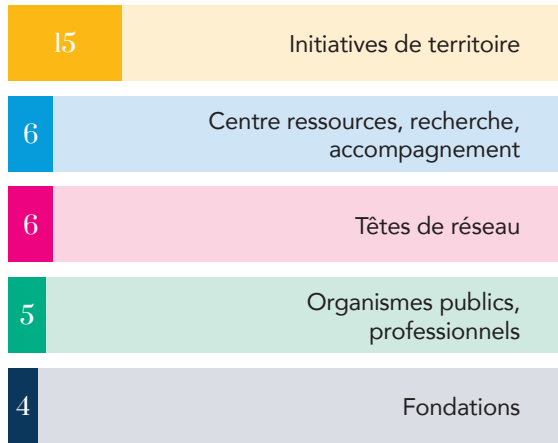 15
Initiatives de territoire
6
Centre ressources, recherche,
accompagnement
6
Têtes de réseau
5
Organismes publics,
professionnels
4
Fondations